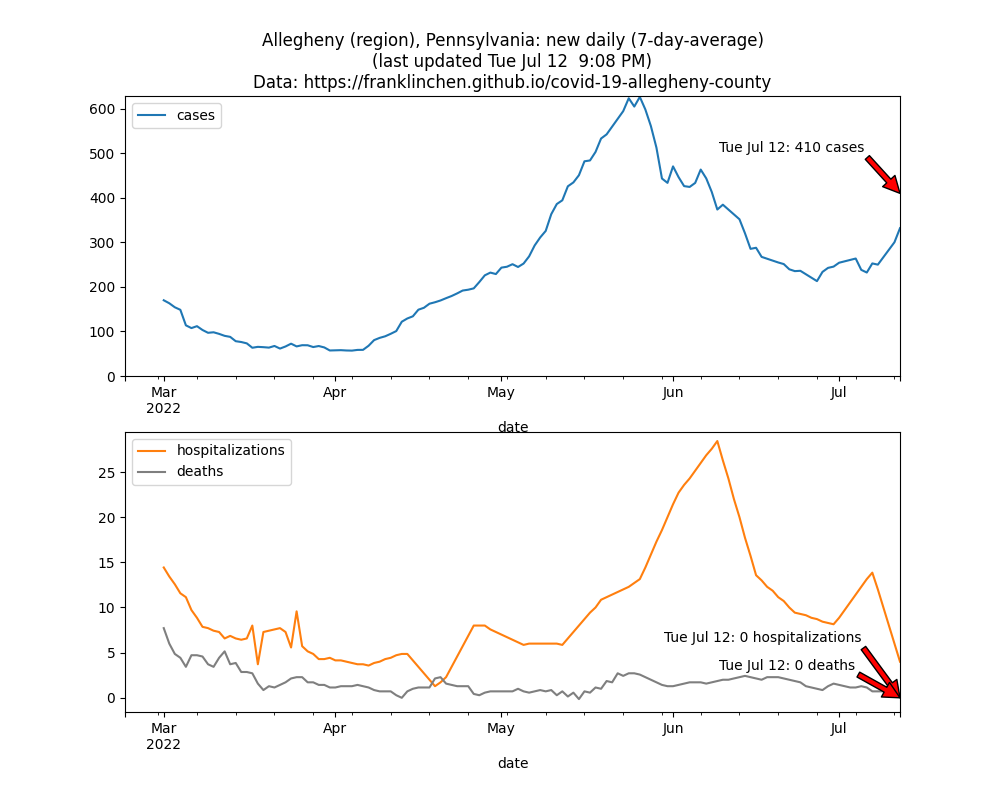 Allegheny (region), Pennsylvania: new daily (7-day-average)
(last updated Tue Jul 12 9:08 PM)
Data: https://franklinchen.github.io/covid-19-allegheny-county
600
500
400
300
200
100
0
cases
Tue Jul 12: 410 cases
Mar
2022
Apr
May
Jun
Jul
date
25
20
15
10
5
0
hospitalizations
deaths
Tue Jul 12: 0 hospitalizations
Tue Jul 12: 0 deaths
Mar
2022
Apr
May
Jun
Jul
date